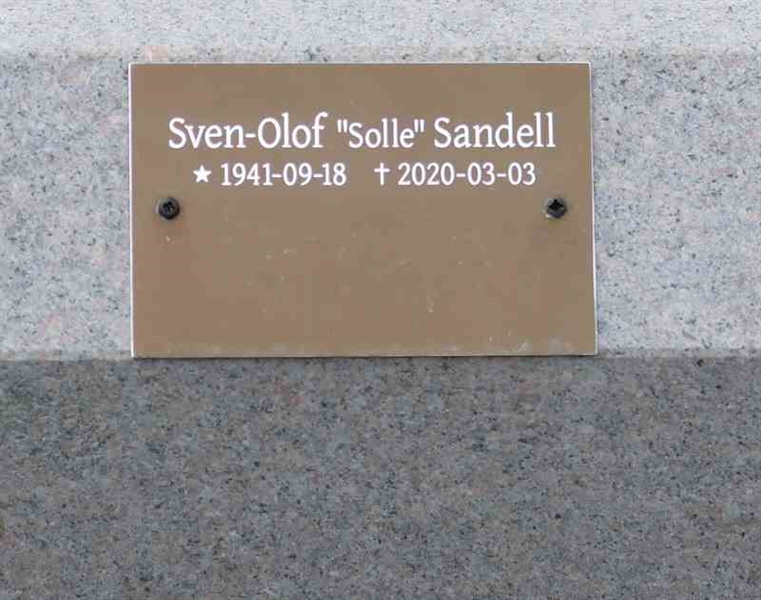 Sven-Olof "Solle" Sandell
★ 1941-09-18 † 2020-03-03